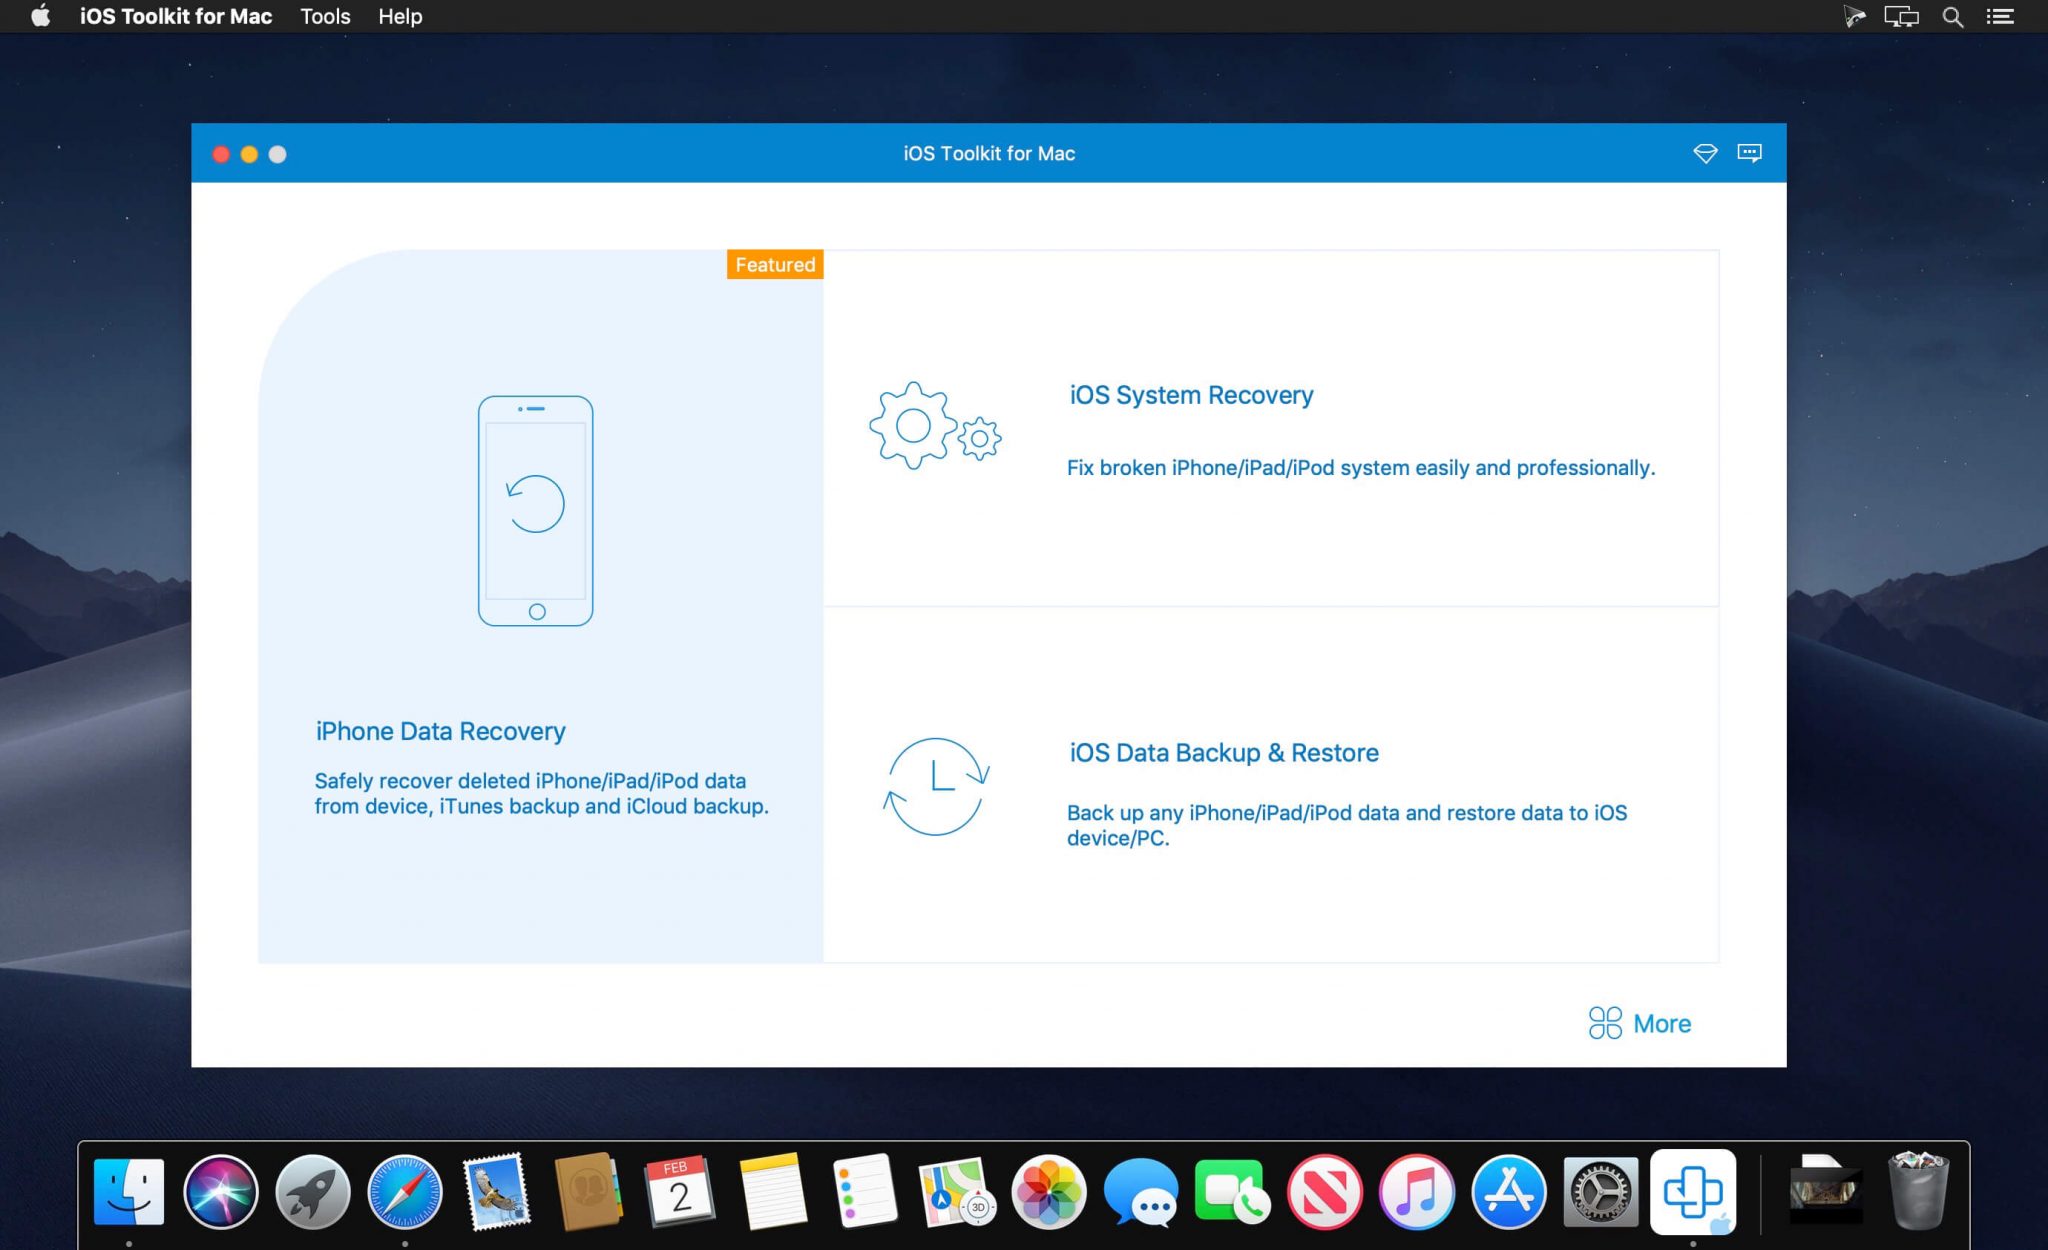 iOS Toolkit for Mac Tools Help
iOS Toolkit for Mac
Featured
iPhone Data Recovery
Safely recover deleted iPhone/iPad/iPod data
from device, iTunes backup and iCloud backup.
iOS System Recovery
Fix broken iPhone/iPad/iPod system easily and professionally.
iOS Data Backup & Restore
Back up any iPhone/iPad/iPod data and restore data to iOS
device/PC.
More
FEB
2
3D